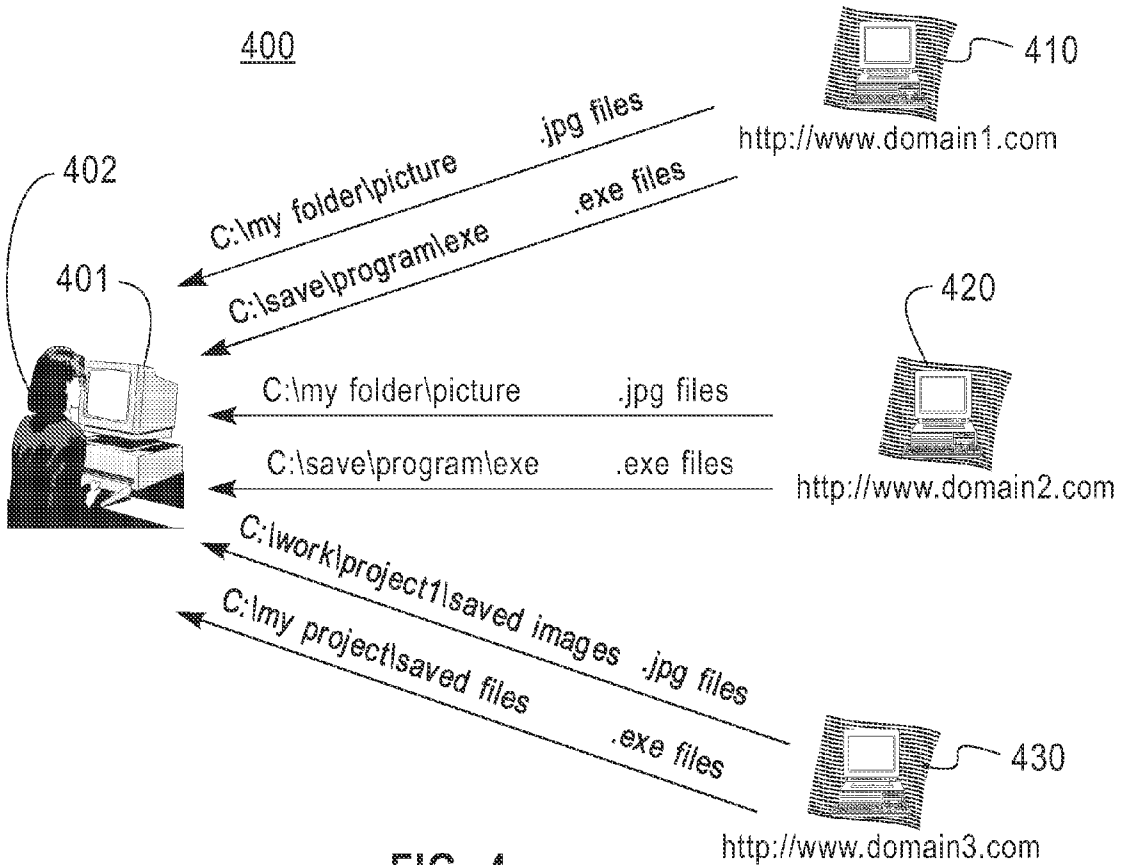 400
410
http://www.domain1.com
C:\my folder\picture .jpg files
C:\save\program\exe .exe files
402
401
420
http://www.domain2.com
C:\my folder\picture .jpg files
C:\save\program\exe .exe files
C:\work\project1\saved images .jpg files
C:\my project\saved files .exe files
430
http://www.domain3.com
FIG. 4